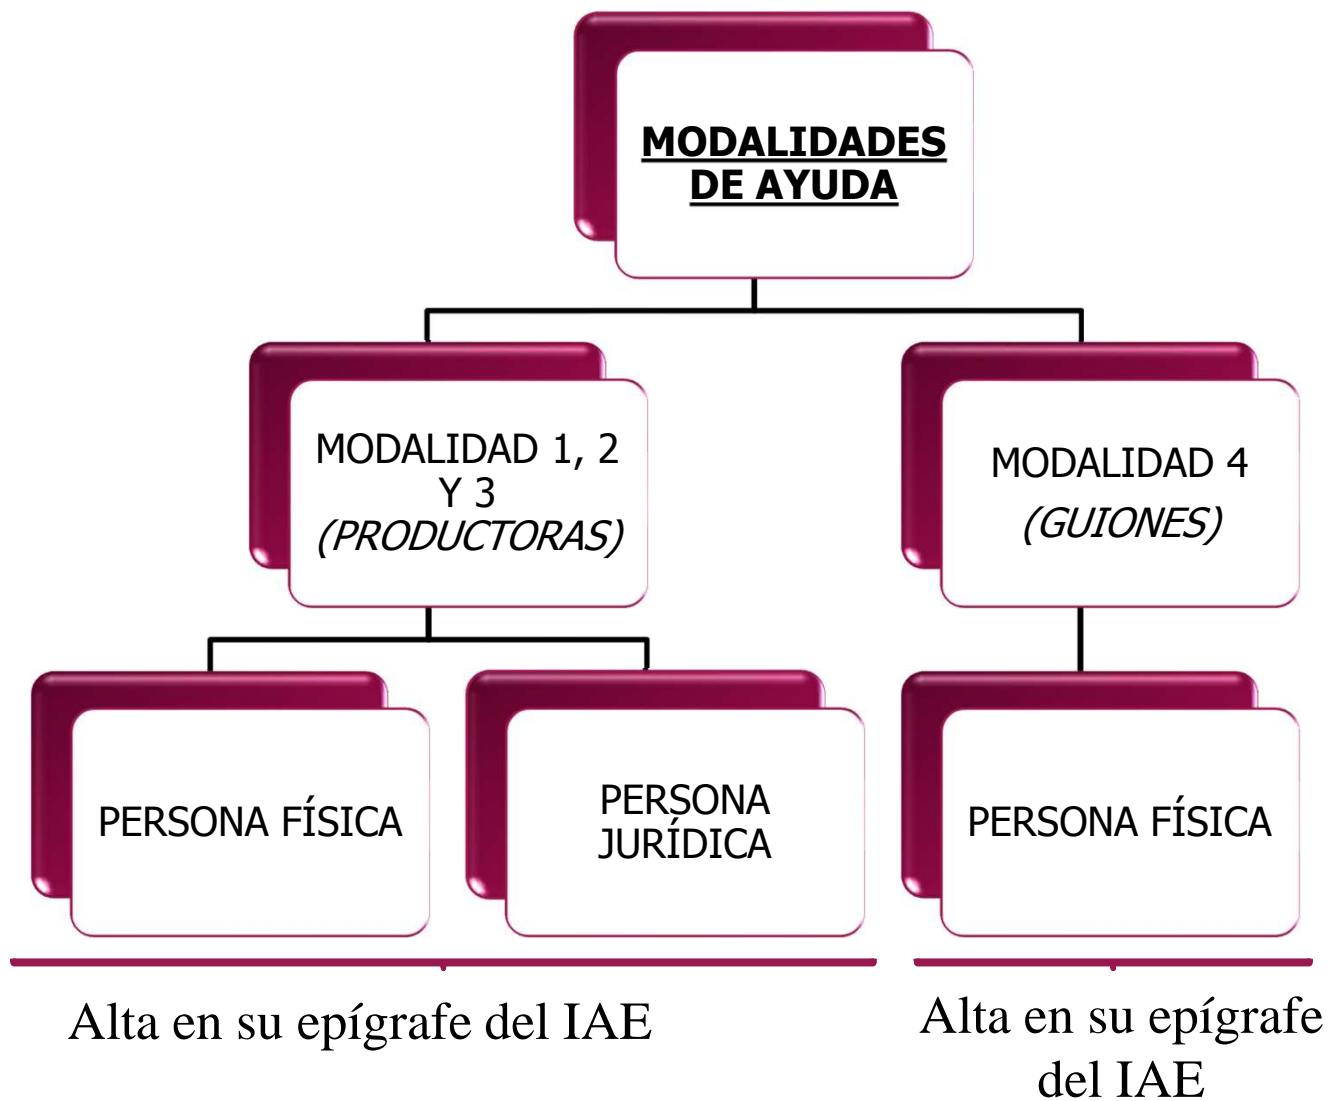 MODALIDADES
DE AYUDA
MODALIDAD 1, 2
Y 3
(PRODUCTORAS)
MODALIDAD 4
(GUIONES)
PERSONA FÍSICA
PERSONA
JURÍDICA
PERSONA FÍSICA
Alta en su epígrafe del IAE
Alta en su epígrafe
del IAE